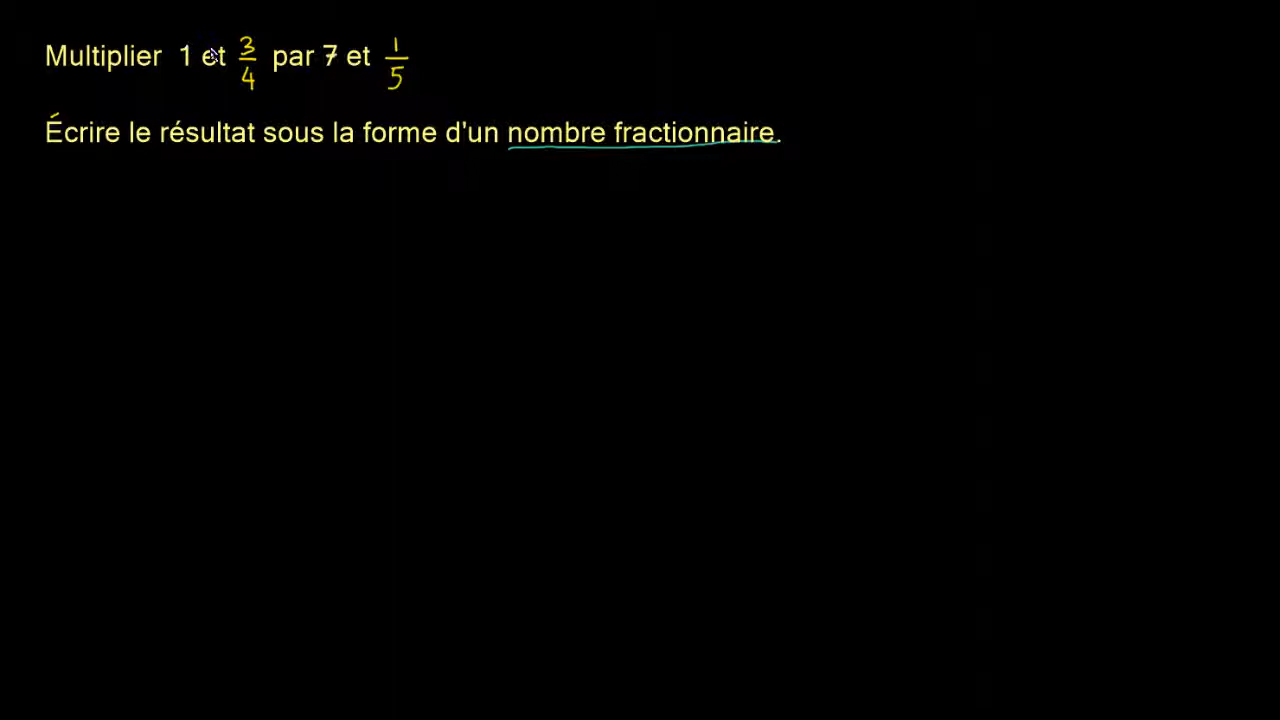 Multiplier 1 et 3/4 par 7 et 1/5
Écrire le résultat sous la forme d'un nombre fractionnaire.